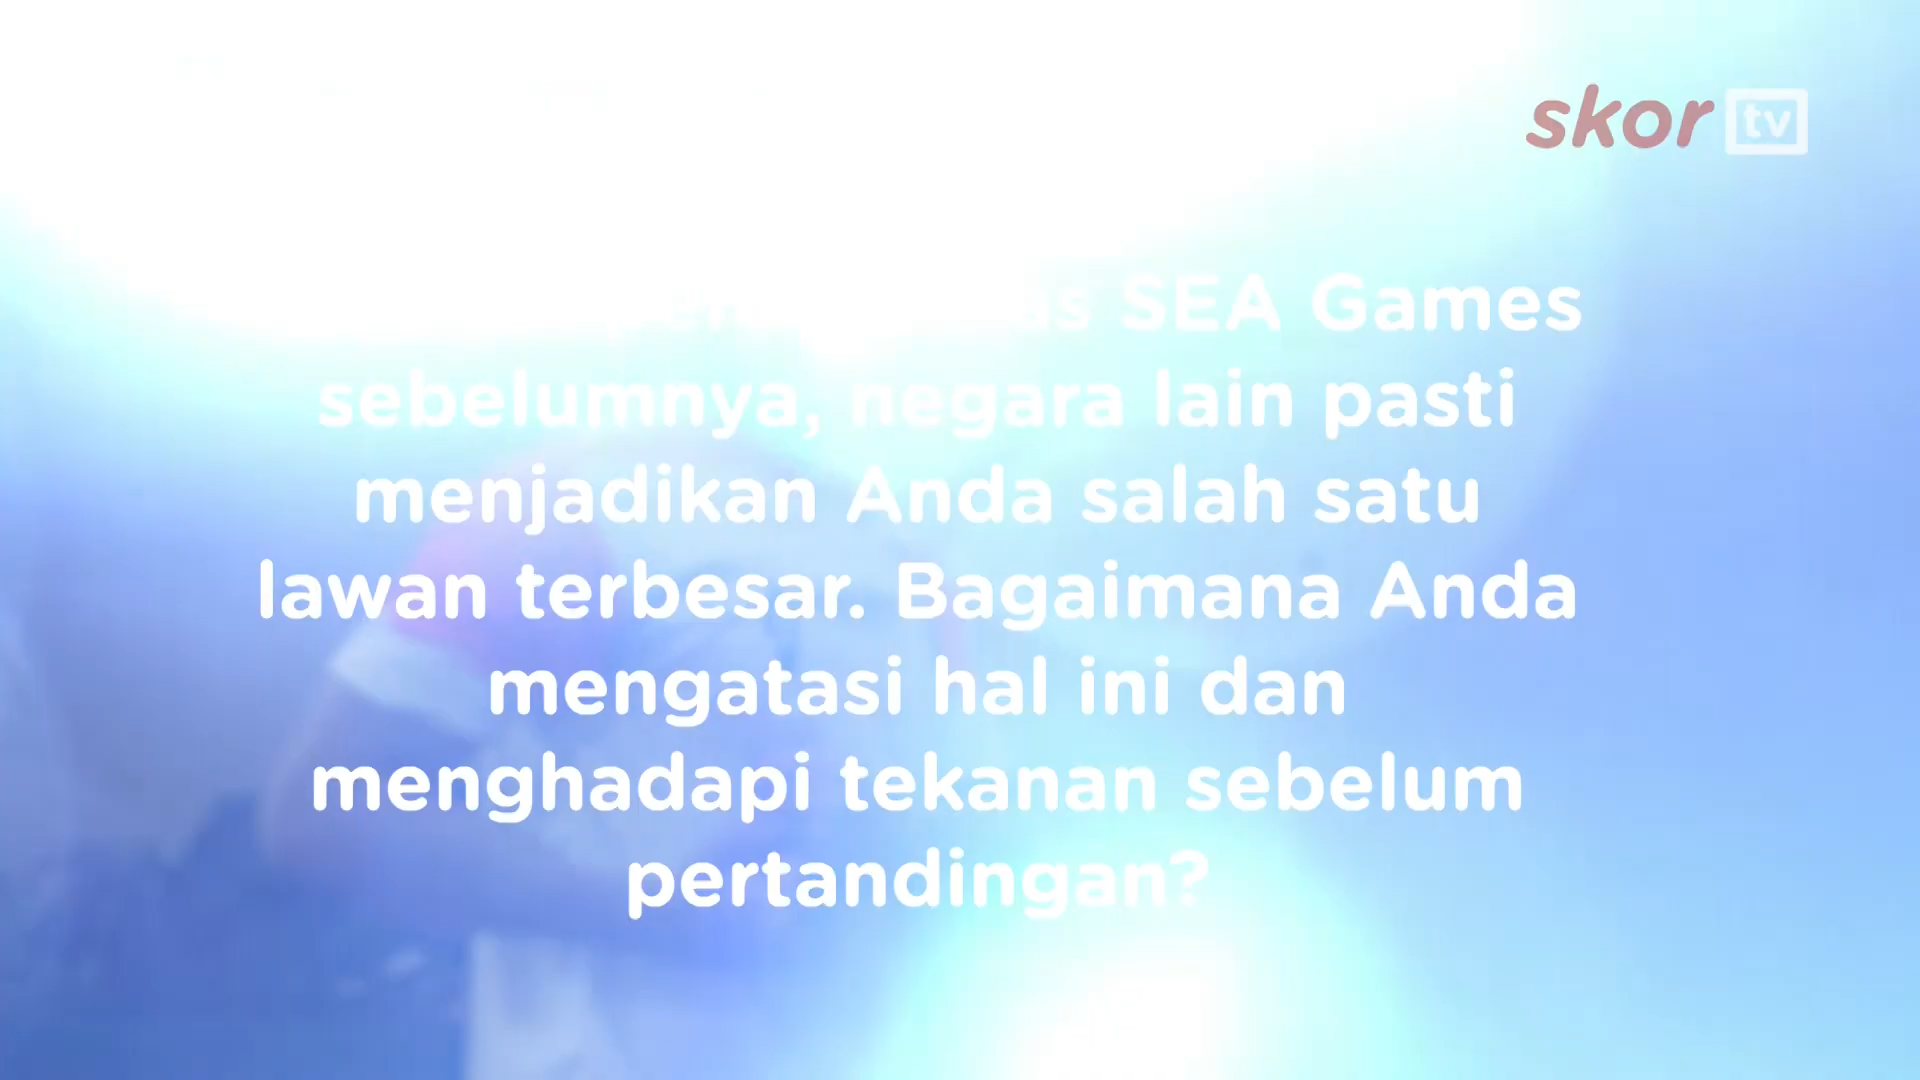 skor tv
SEA Games
sebelumnya, negara lain pasti
menjadikan Anda salah satu
lawan terbesar. Bagaimana Anda
mengatasi hal ini dan
menghadapi tekanan sebelum
pertandingan?